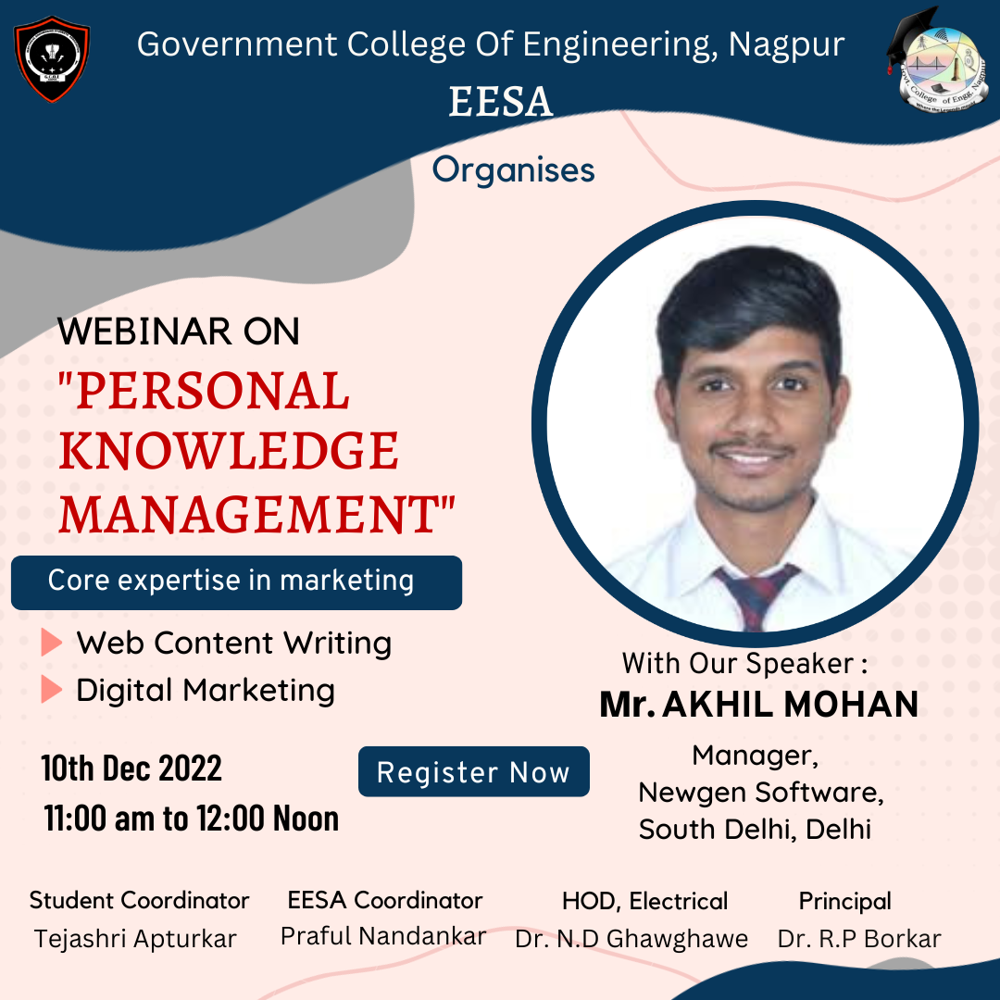 Government College Of Engineering, Nagpur
EESA
Organises
Govt. College of Engg. Nagpur
WEBINAR ON
"PERSONAL
KNOWLEDGE
MANAGEMENT"
Core expertise in marketing
Web Content Writing
Digital Marketing
10th Dec 2022
11:00 am to 12:00 Noon
Register Now
With Our Speaker :
Mr. AKHIL MOHAN
Manager,
Newgen Software,
South Delhi, Delhi
Student Coordinator
Tejashri Apturkar
EESA Coordinator
Praful Nandankar
HOD, Electrical
Dr. N.D Ghawghawe
Principal
Dr. R.P Borkar